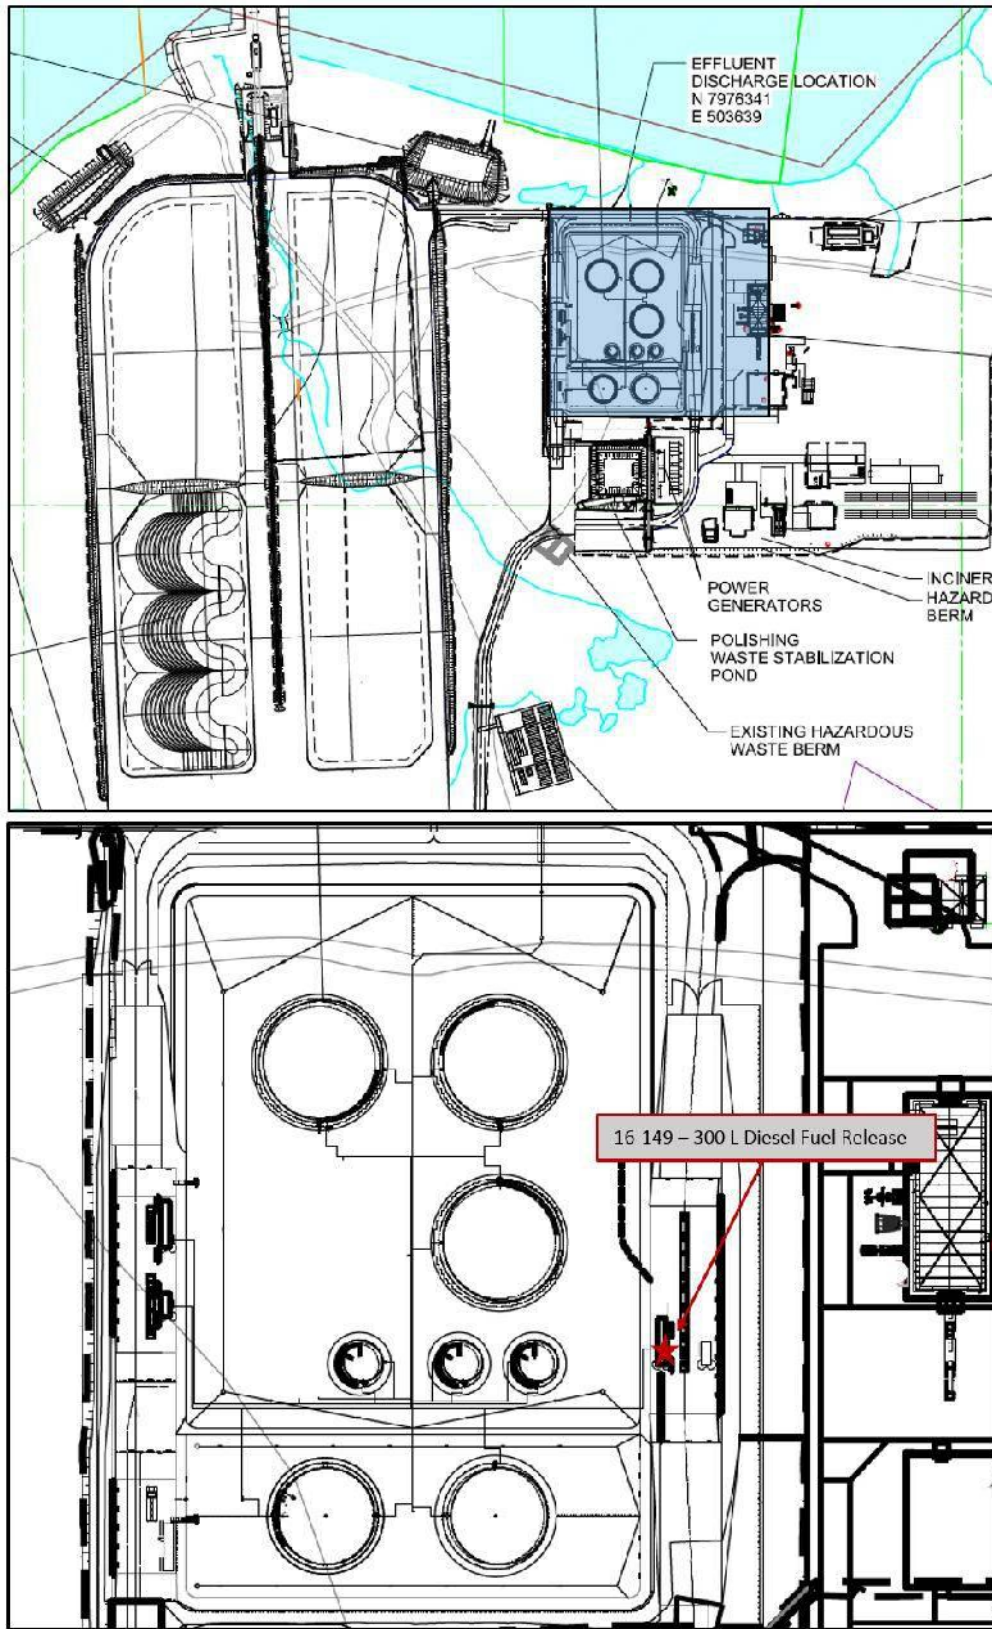 EFFLUENT
DISCHARGE LOCATION
N 7976341
E 503639
POWER
GENERATORS
INCINER
HAZARD
BERM
POLISHING
WASTE STABILIZATION
POND
EXISTING HAZARDOUS
WASTE BERM
16 149 – 300 L Diesel Fuel Release